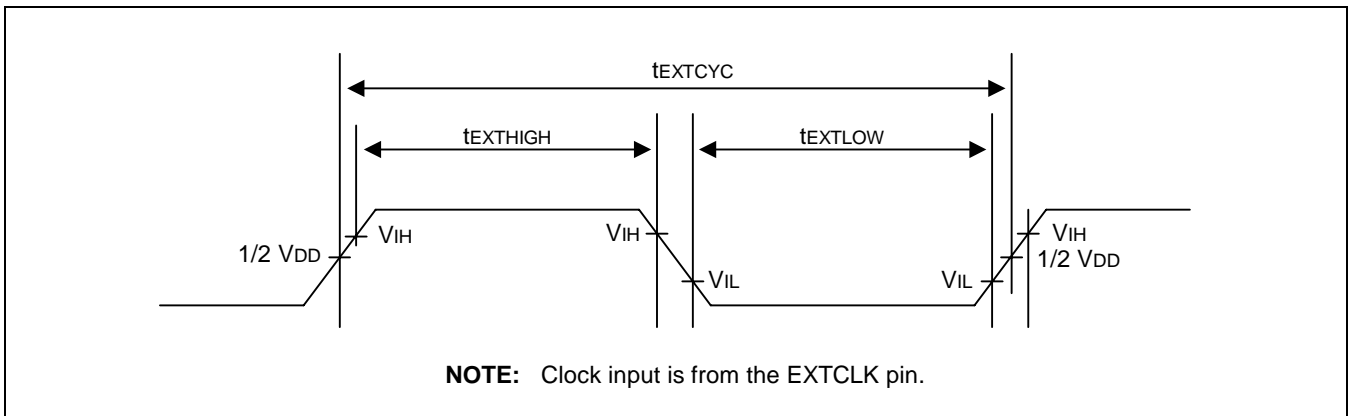 tEXTCYC
tEXTHIGH
tEXTLOW
VIH
VIH
VIH
1/2 VDD
1/2 VDD
VIL
VIL
NOTE: Clock input is from the EXTCLK pin.